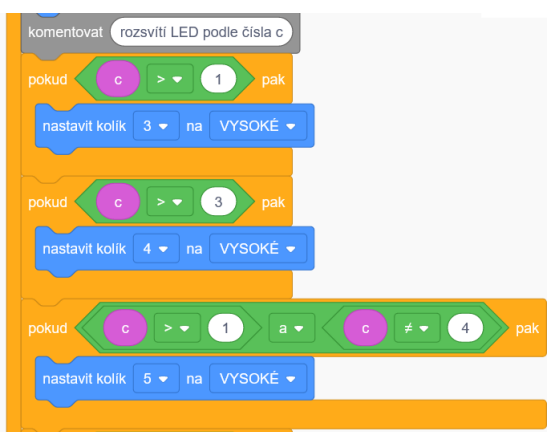 komentovat rozsvítí LED podle čísla c
pokud c > 1 pak
nastavit kolík 3 na VYSOKÉ
pokud c > 3 pak
nastavit kolík 4 na VYSOKÉ
pokud c > 1 a c ≠ 4 pak
nastavit kolík 5 na VYSOKÉ